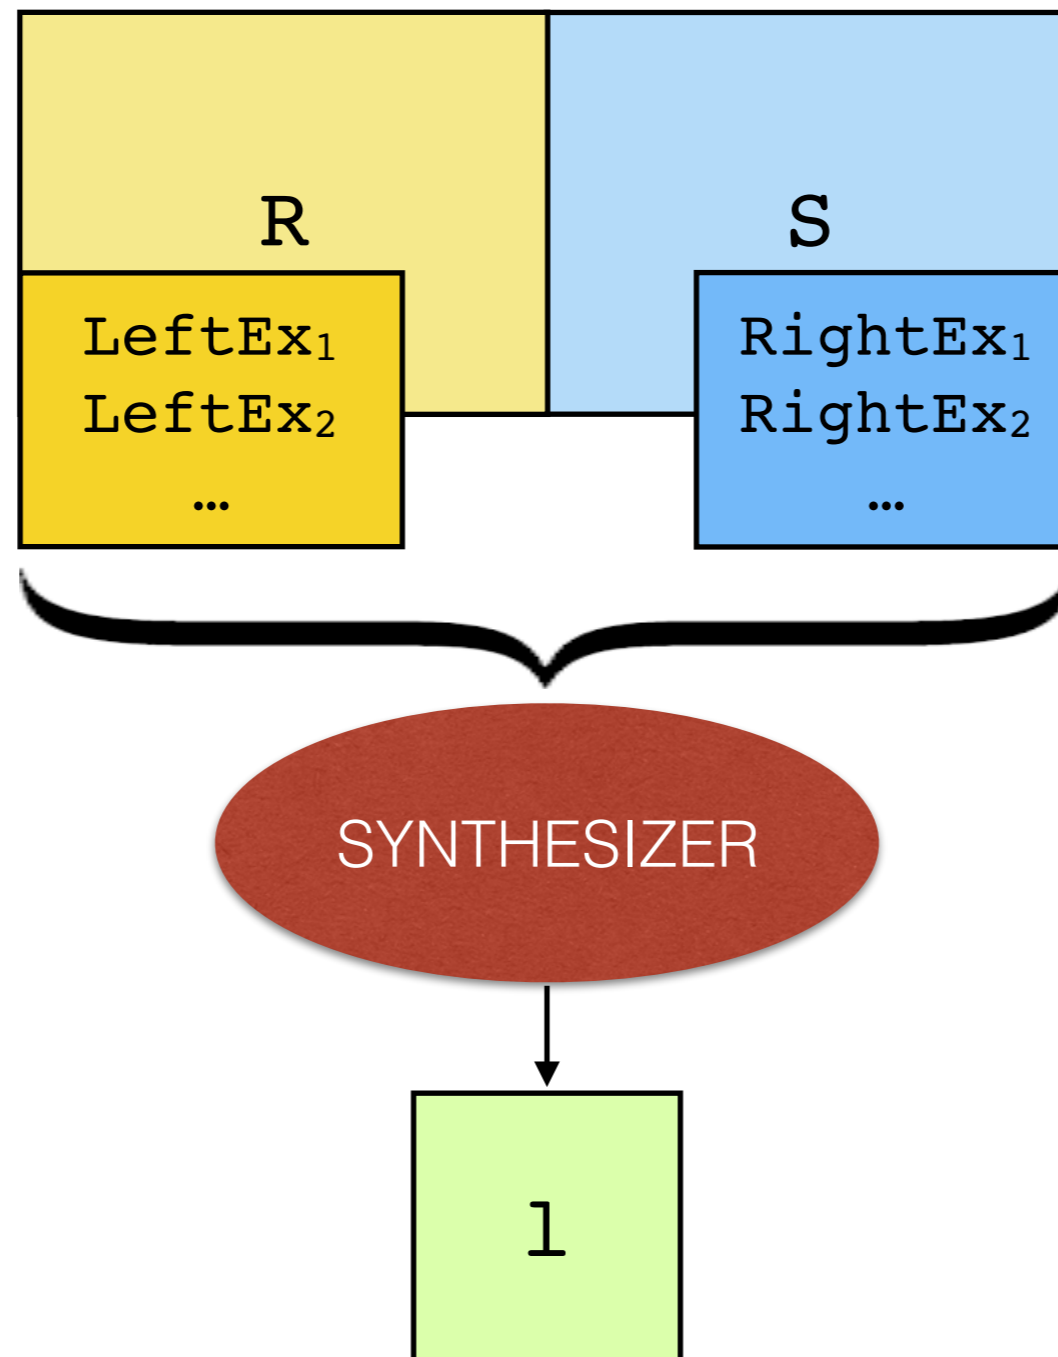 R
S
LeftEx₁
LeftEx₂
…
RightEx₁
RightEx₂
…
SYNTHESIZER
l